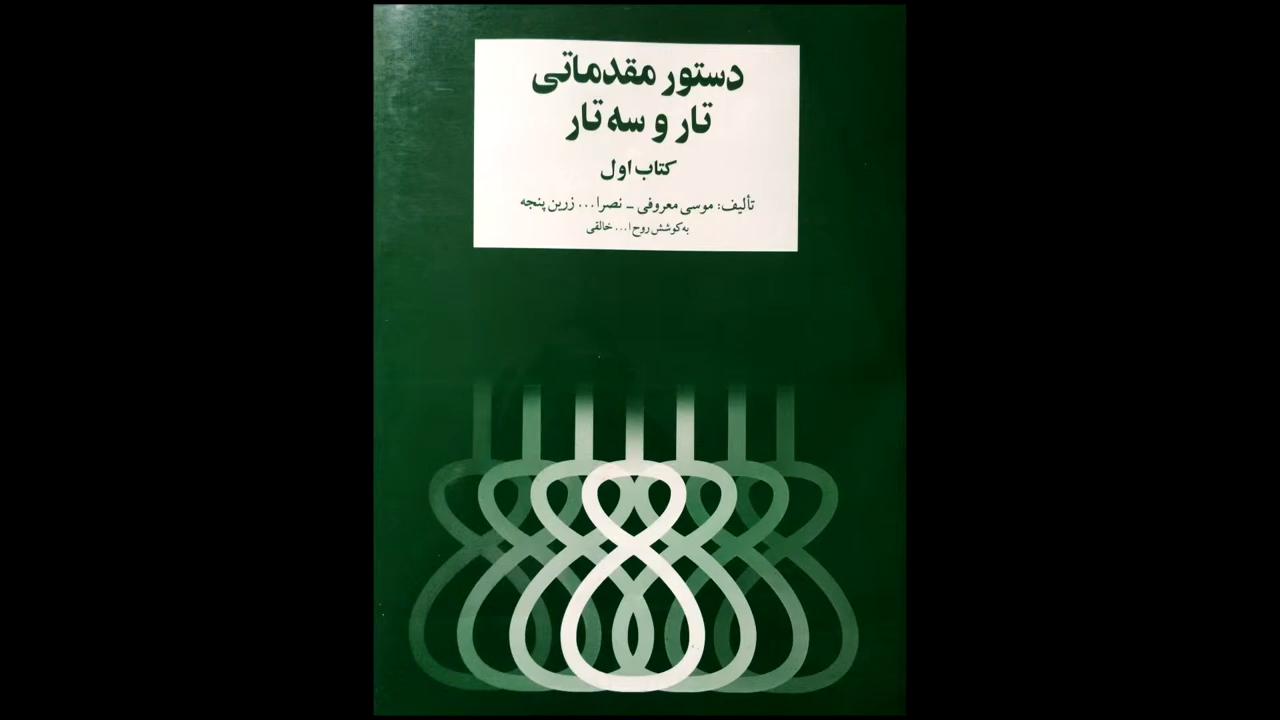 دستور مقدماتی
تار و سه تار
کتاب اول
تألیف: موسی معروفی ـ نصرا... زرین پنجه
به کوشش روح ا... خالقی